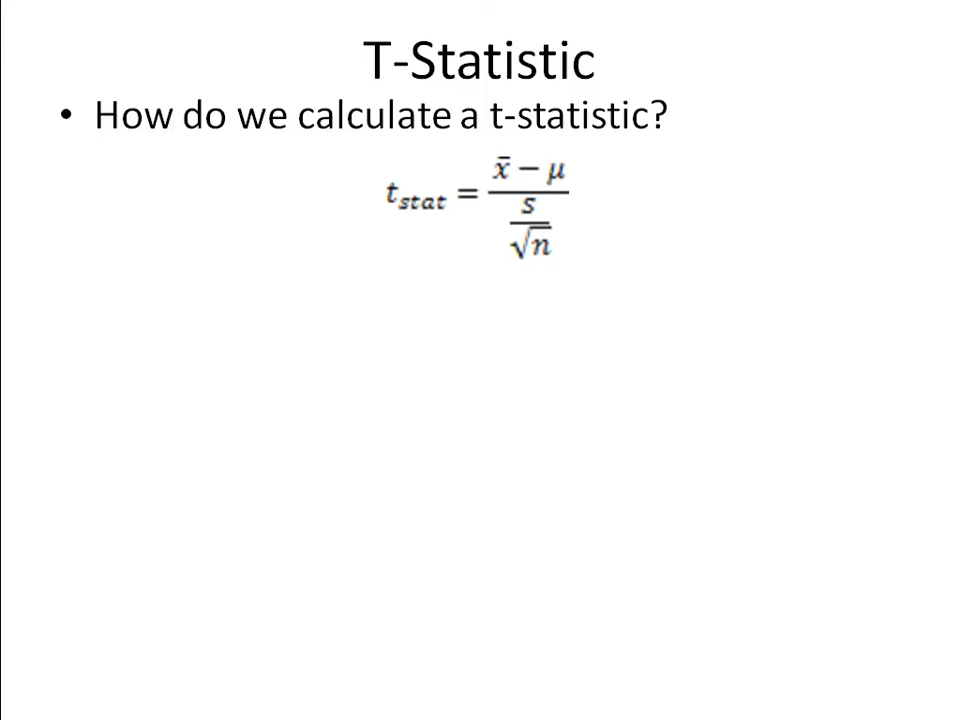 T-Statistic
• How do we calculate a t-statistic?
t_stat = (x̄ − μ) / (s / √n)